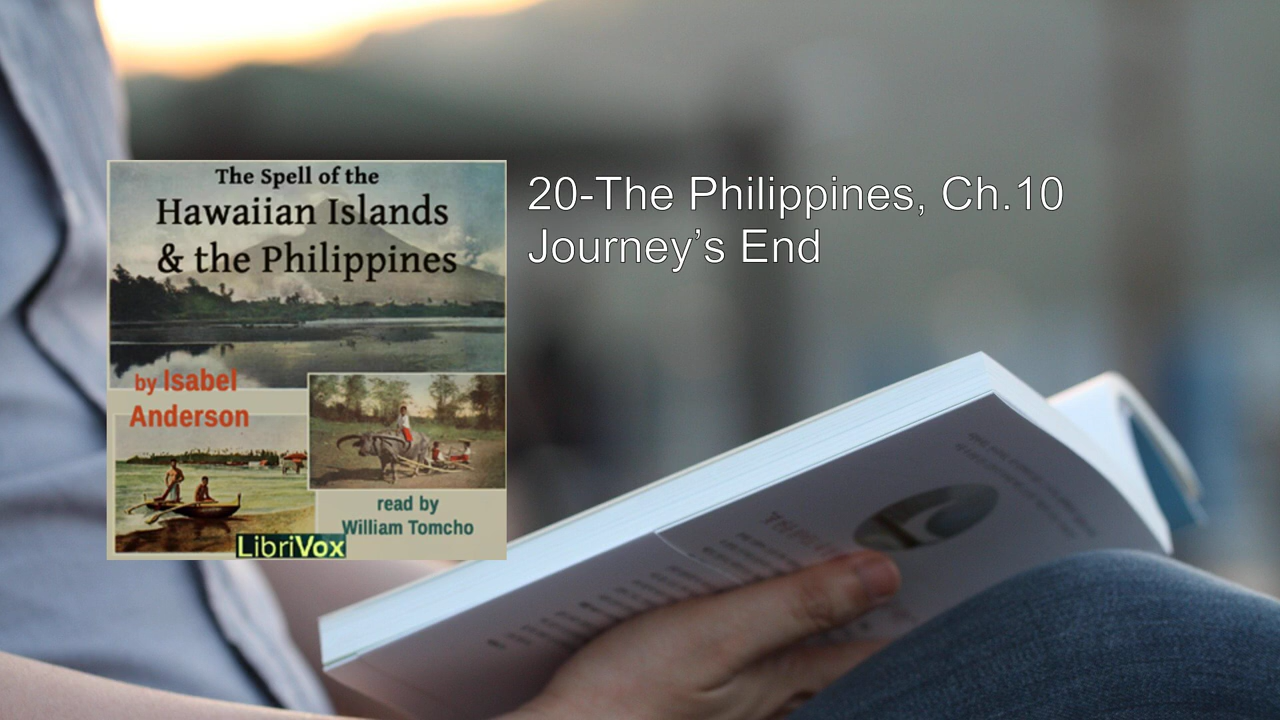 The Spell of the
Hawaiian Islands
& the Philippines
by Isabel
Anderson
read by
William Tomcho
LibriVox
20-The Philippines, Ch.10
Journey’s End